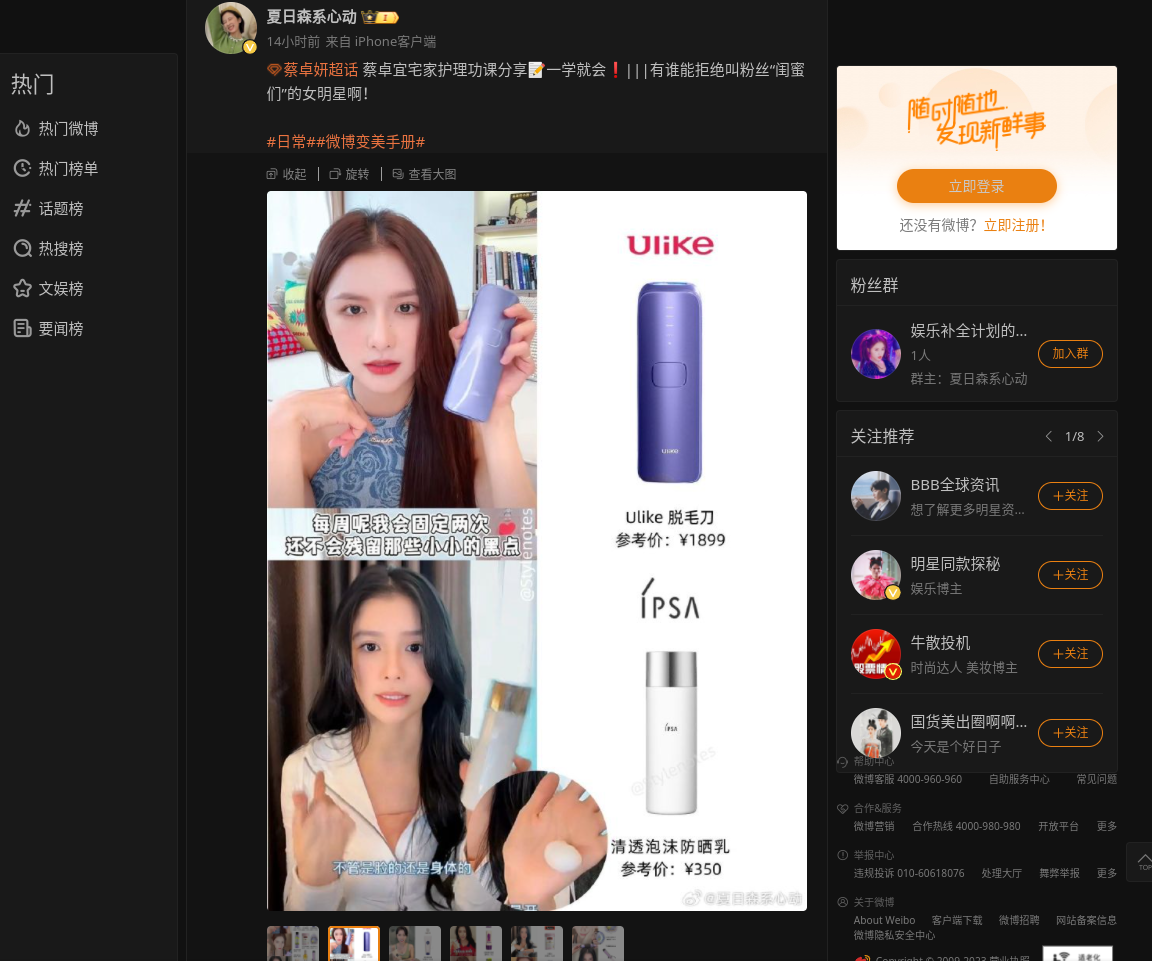 夏日森系心动
14小时前 来自 iPhone客户端
蔡卓妍超话 蔡卓宜宅家护理功课分享📝一学就会❗|||有谁能拒绝叫粉丝“闺蜜
们”的女明星啊！
#日常##微博变美手册#
收起
旋转
查看大图
热门
热门微博
热门榜单
话题榜
热搜榜
文娱榜
要闻榜
Ulike
Ulike
Ulike 脱毛刀
参考价：¥1899
每周呢我会固定两次
还不会残留那些小小的黑点
@Stylenotes
IPSA
IPSA
@Stylenotes
清透泡沫防晒乳
参考价：¥350
不管是脸的还是身体的
@夏日森系心动
随时随地
发现新鲜事
立即登录
还没有微博？立即注册！
粉丝群
娱乐补全计划的...
1人
群主：夏日森系心动
加入群
关注推荐
1/8
BBB全球资讯
想了解更多明星资...
+关注
明星同款探秘
娱乐博主
+关注
股票情
牛散投机
时尚达人 美妆博主
+关注
国货美出圈啊啊...
今天是个好日子
+关注
帮助中心
微博客服 4000-960-960 自助服务中心 常见问题
合作&服务
微博营销 合作热线 4000-980-980 开放平台 更多
举报中心
违规投诉 010-60618076 处理大厅 舞弊举报 更多
关于微博
About Weibo 客户端下载 微博招聘 网站备案信息
微博隐私安全中心
Copyright © 2009-2023 营业执照
适老化
TOP